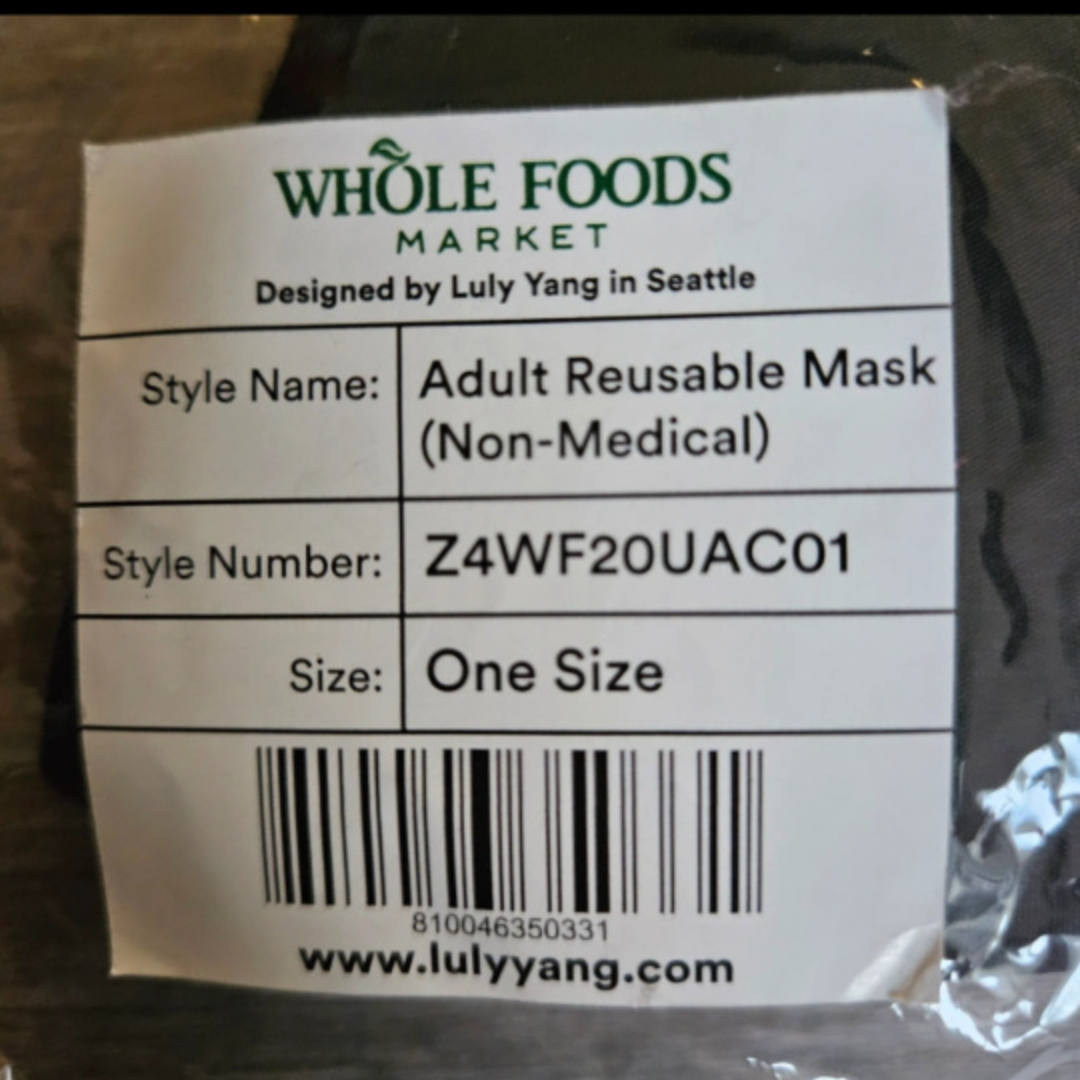 WHOLE FOODS
MARKET
Designed by Luly Yang in Seattle
Style Name: Adult Reusable Mask
(Non-Medical)
Style Number: Z4WF20UAC01
Size: One Size
810046350331
www.lulyyang.com